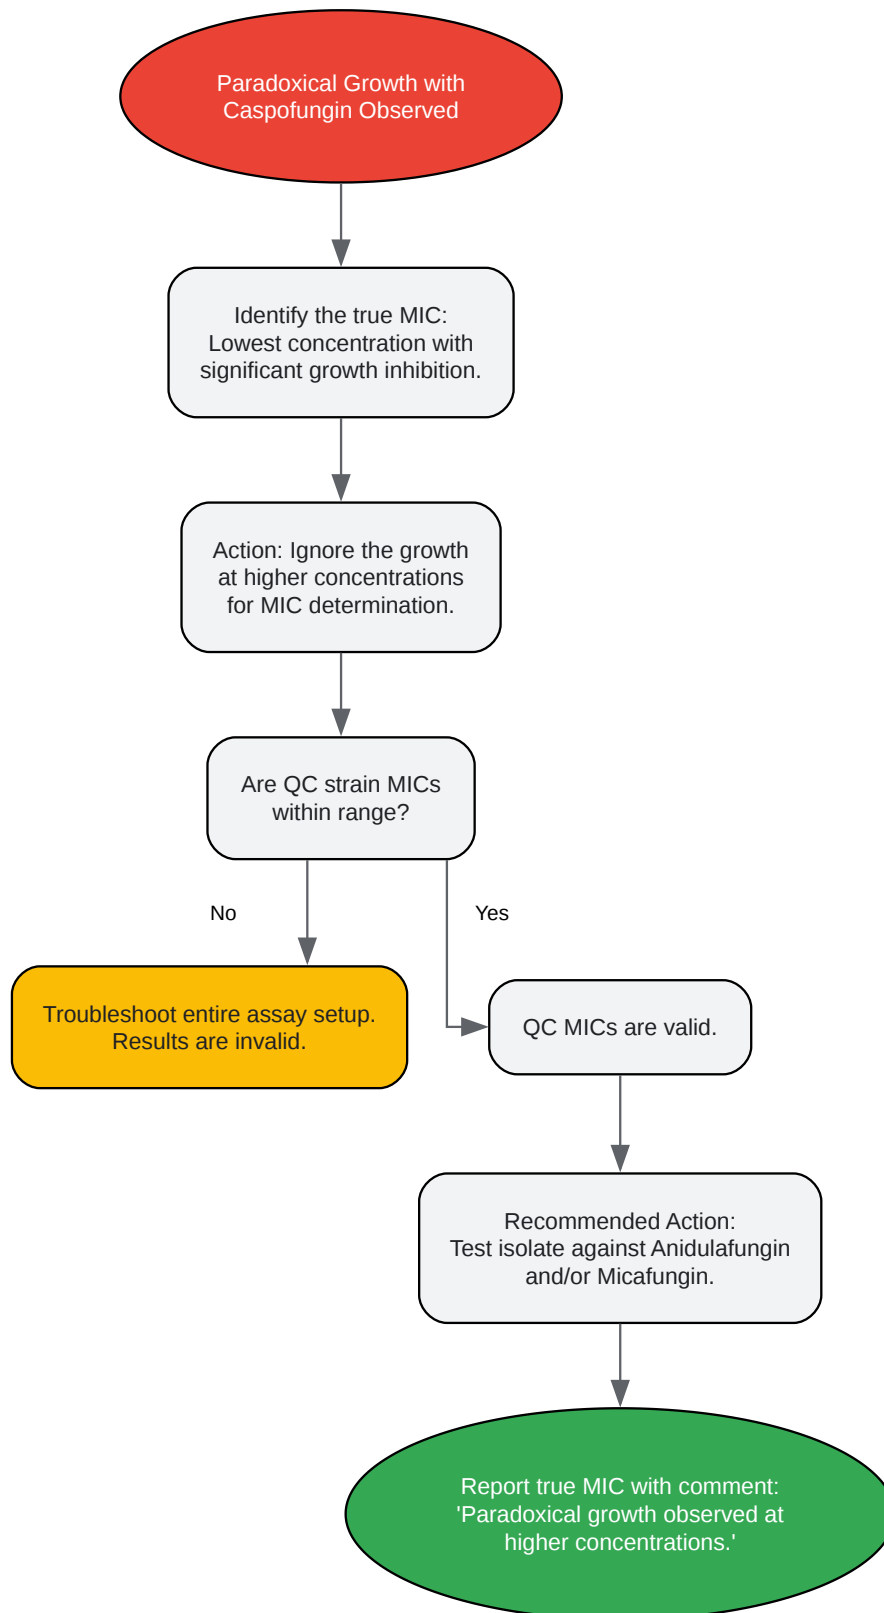 Paradoxical Growth with
Caspofungin Observed
Identify the true MIC:
Lowest concentration with
significant growth inhibition.
Action: Ignore the growth
at higher concentrations
for MIC determination.
Are QC strain MICs
within range?
No
Yes
Troubleshoot entire assay setup.
Results are invalid.
QC MICs are valid.
Recommended Action:
Test isolate against Anidulafungin
and/or Micafungin.
Report true MIC with comment:
'Paradoxical growth observed at
higher concentrations.'